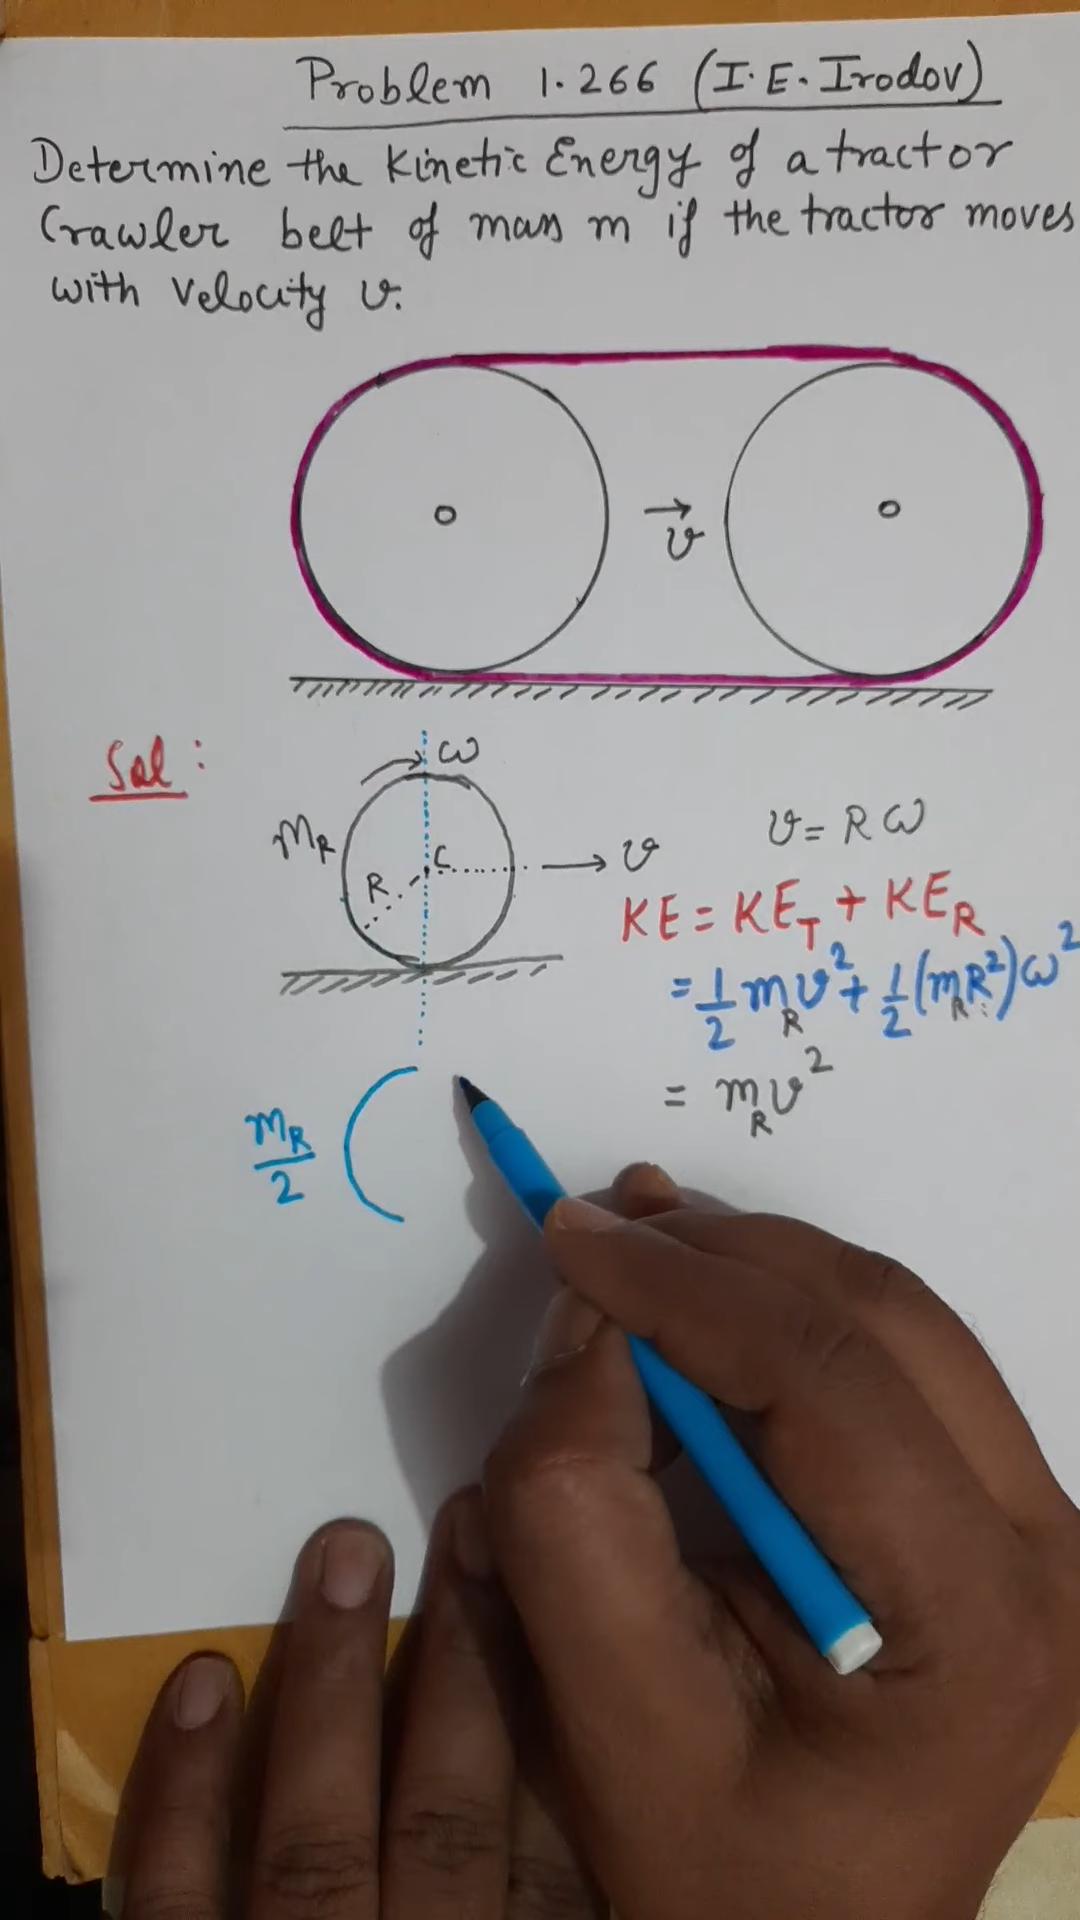 Problem 1.266 (I.E. Irodov)
Determine the Kinetic Energy of a tractor
Crawler belt of mass m if the tractor moves
with velocity v.
→
v
Sol :
ω
m_R
C
R
→ v
v = R ω
KE = KE_T + KE_R
= 1/2 m_R v² + 1/2 (m_R R²) ω²
= m_R v²
m_R/2